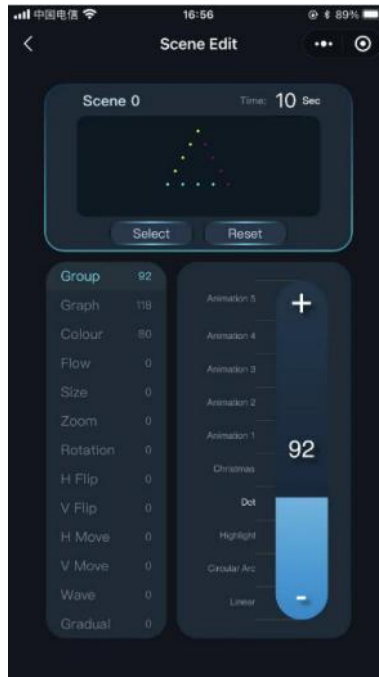 中国电信 16:56 89%
Scene Edit
Scene 0 Time: 10 Sec
Select Reset
Group 92
Graph 118
Colour 80
Flow 0
Size 0
Zoom 0
Rotation 0
H Flip 0
V Flip 0
H Move 0
V Move 0
Wave 0
Gradual 0
+
Animation 5
Animation 4
Animation 3
Animation 2
Animation 1
92
Christmas
Dot
Highlight
Circular Arc
Linear
-